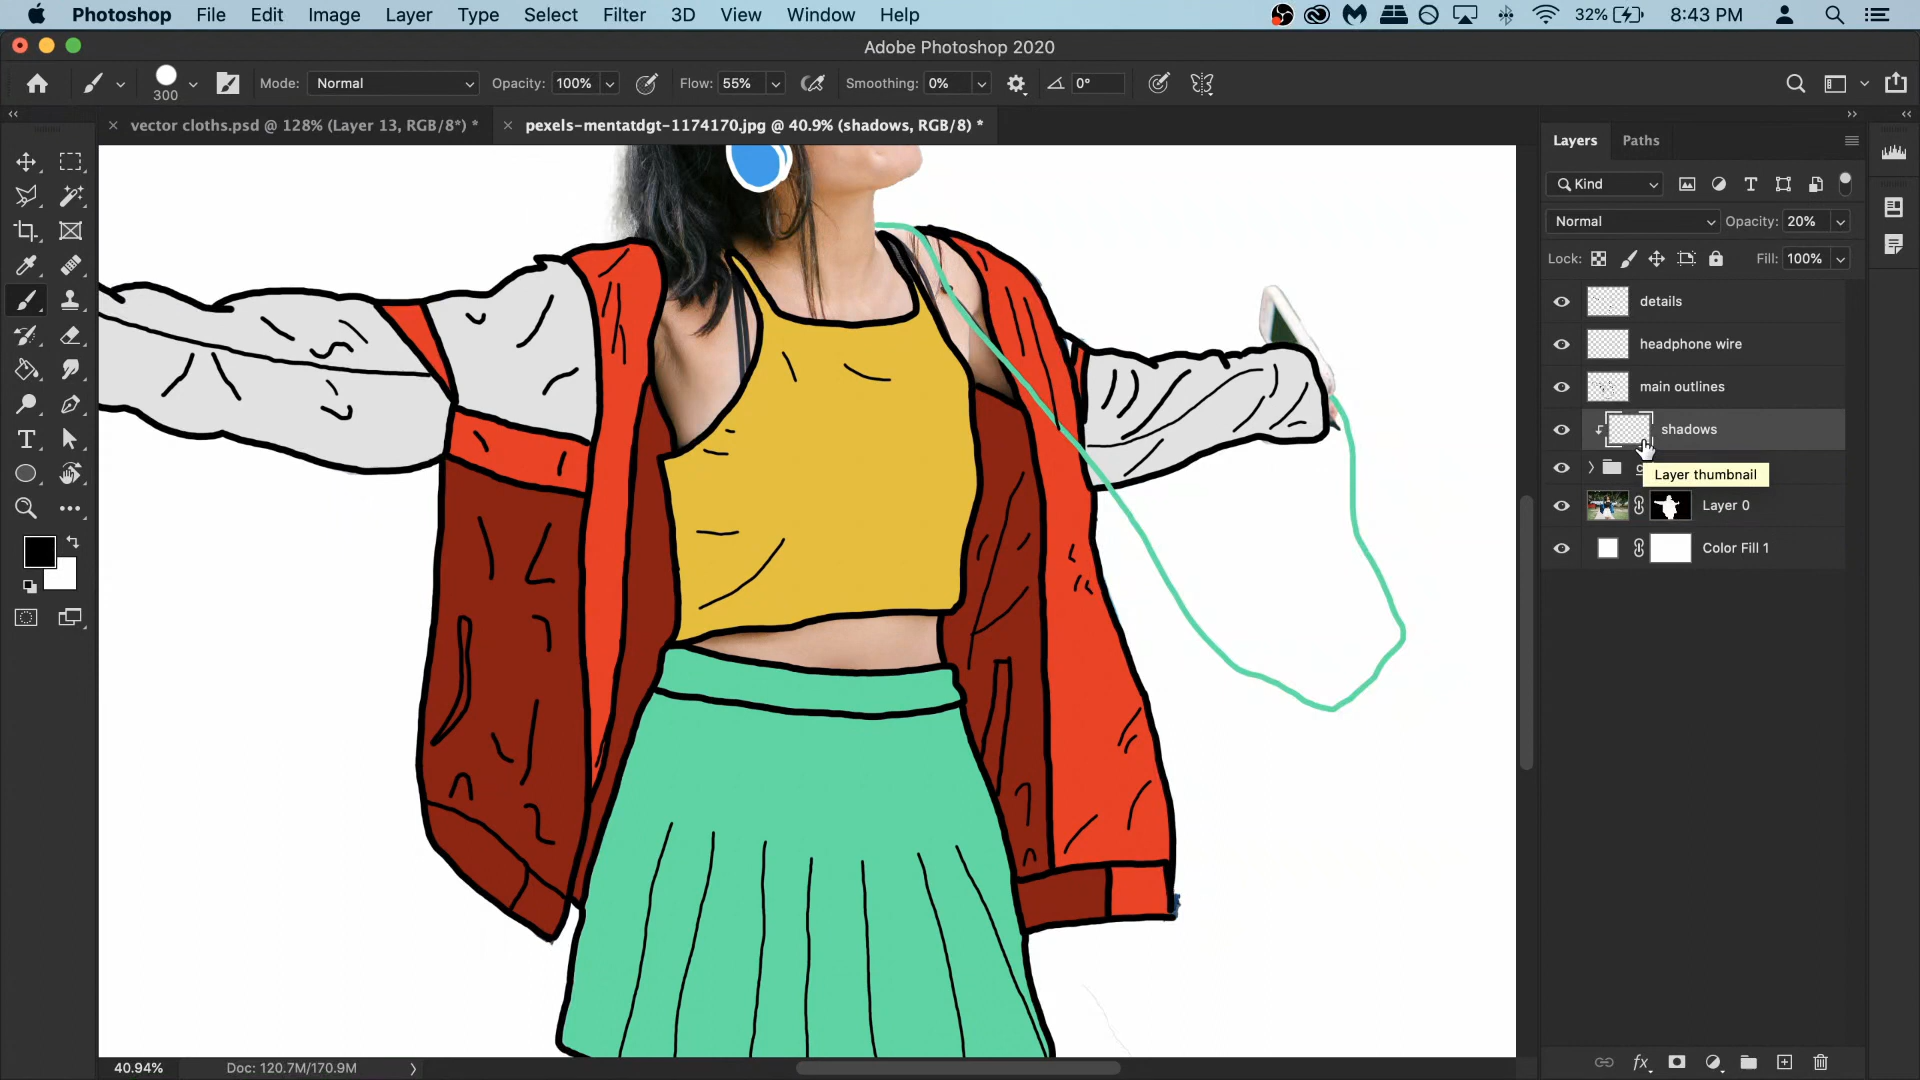 Photoshop File Edit Image Layer Type Select Filter 3D View Window Help 32% 8:43 PM
Adobe Photoshop 2020
300 Mode: Normal Opacity: 100% Flow: 55% Smoothing: 0% 0°
vector cloths.psd @ 128% (Layer 13, RGB/8*) *
pexels-mentatdgt-1174170.jpg @ 40.9% (shadows, RGB/8) *
Layers Paths
Kind
Normal Opacity: 20%
Lock: Fill: 100%
details
headphone wire
main outlines
shadows
Layer thumbnail
Layer 0
Color Fill 1
40.94% Doc: 120.7M/170.9M